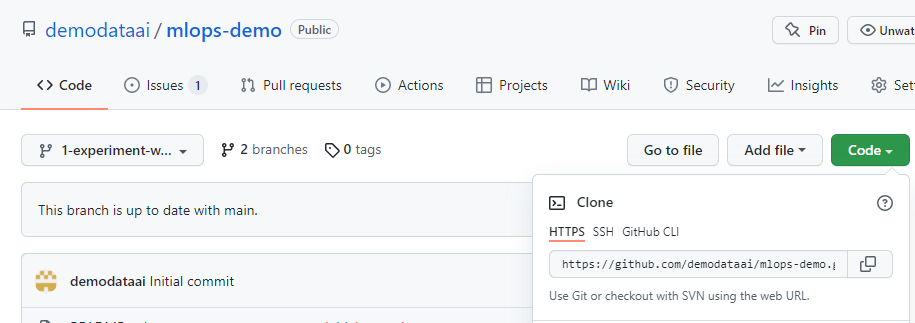 demodataai / mlops-demo Public
Pin
Unwat
Code
Issues 1
Pull requests
Actions
Projects
Wiki
Security
Insights
Set
1-experiment-w...
2 branches
0 tags
Go to file
Add file
Code
This branch is up to date with main.
Clone
HTTPS SSH GitHub CLI
https://github.com/demodataai/mlops-demo.g
Use Git or checkout with SVN using the web URL.
demodataai Initial commit